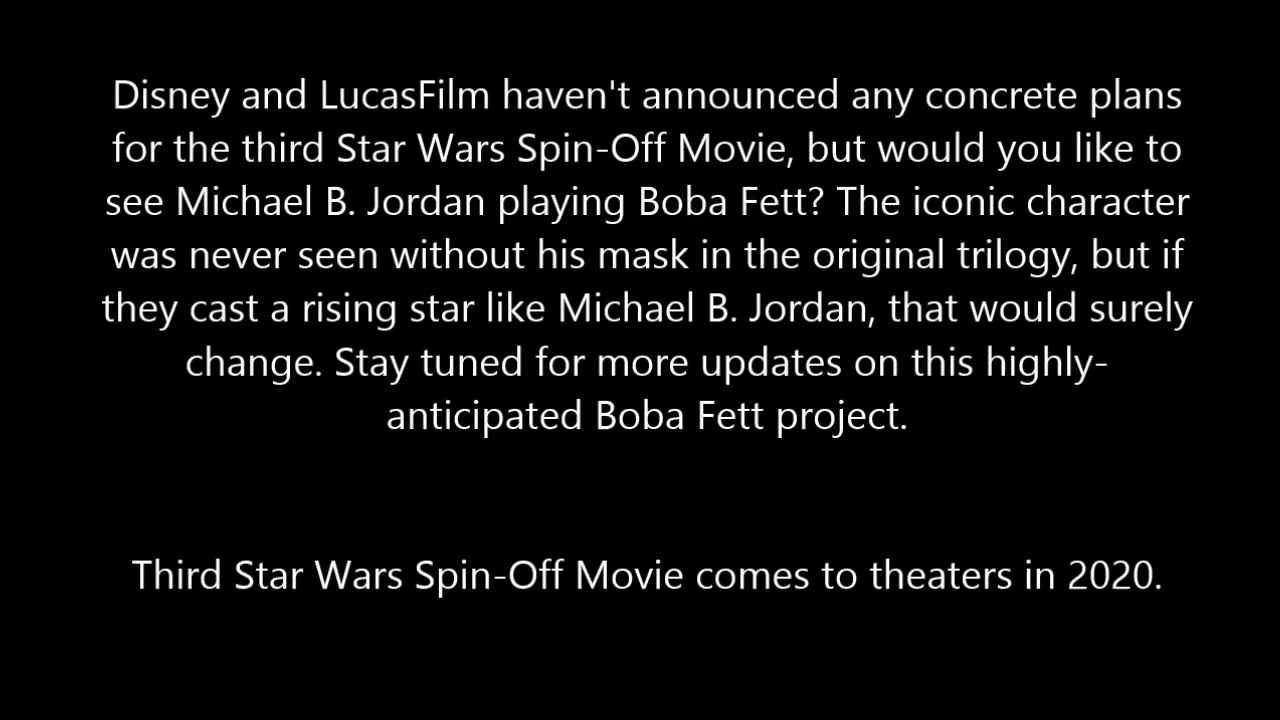 Disney and LucasFilm haven't announced any concrete plans
for the third Star Wars Spin-Off Movie, but would you like to
see Michael B. Jordan playing Boba Fett? The iconic character
was never seen without his mask in the original trilogy, but if
they cast a rising star like Michael B. Jordan, that would surely
change. Stay tuned for more updates on this highly-
anticipated Boba Fett project.
Third Star Wars Spin-Off Movie comes to theaters in 2020.